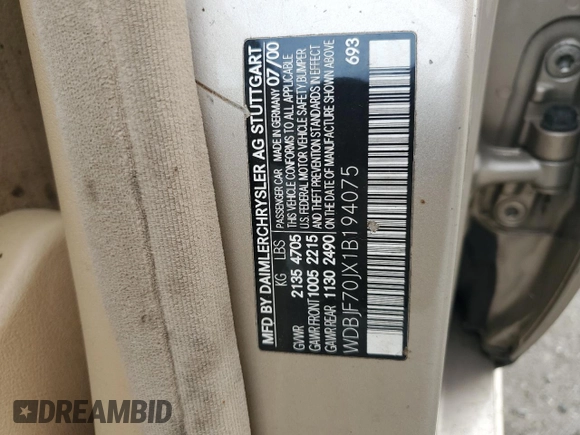 MFD BY DAIMLERCHRYSLER AG STUTTGART
PASSENGER CAR MADE IN GERMANY 07/00
KG LBS
THIS VEHICLE CONFORMS TO ALL APPLICABLE
U.S. FEDERAL MOTOR VEHICLE SAFETY, BUMPER
AND THEFT PREVENTION STANDARDS IN EFFECT
ON THE DATE OF MANUFACTURE SHOWN ABOVE
GVWR 2135 4705
GAWR FRONT 1005 2215
GAWR REAR 1130 2490
693
WDBJF70JX1B194075
DREAMBID